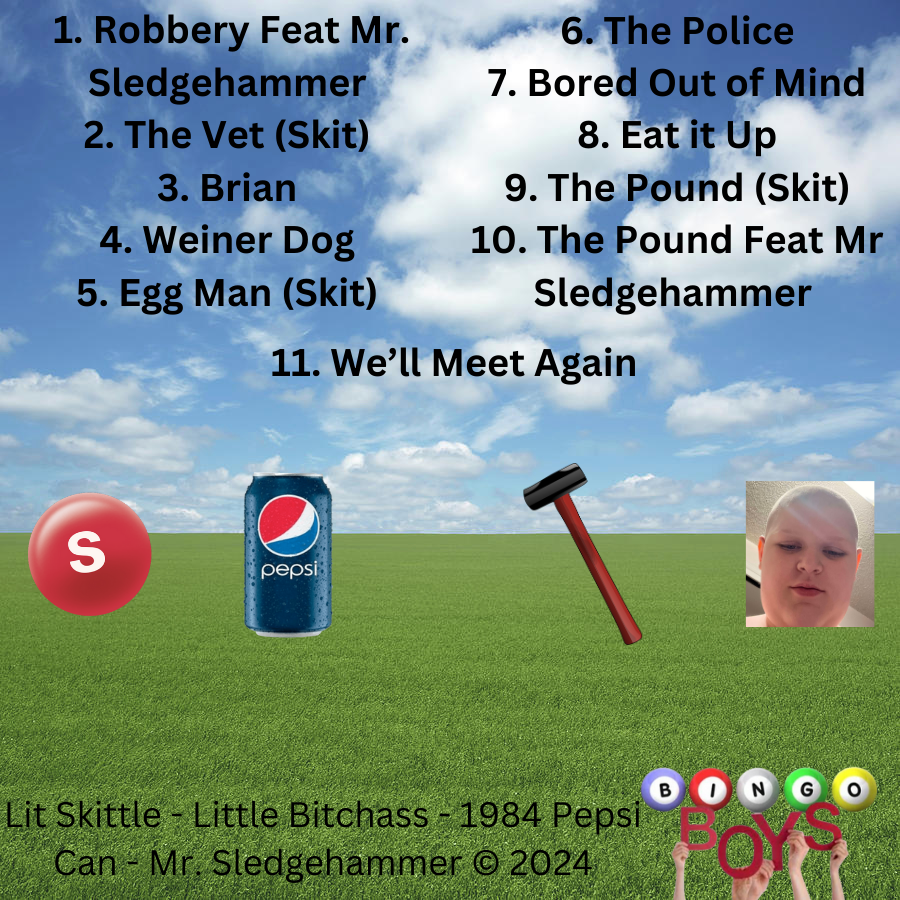 1. Robbery Feat Mr.
Sledgehammer
2. The Vet (Skit)
3. Brian
4. Weiner Dog
5. Egg Man (Skit)
6. The Police
7. Bored Out of Mind
8. Eat it Up
9. The Pound (Skit)
10. The Pound Feat Mr
Sledgehammer
11. We’ll Meet Again
S
pepsi
Lit Skittle - Little Bitchass - 1984 Pepsi
Can - Mr. Sledgehammer © 2024
BINGO
BOYS